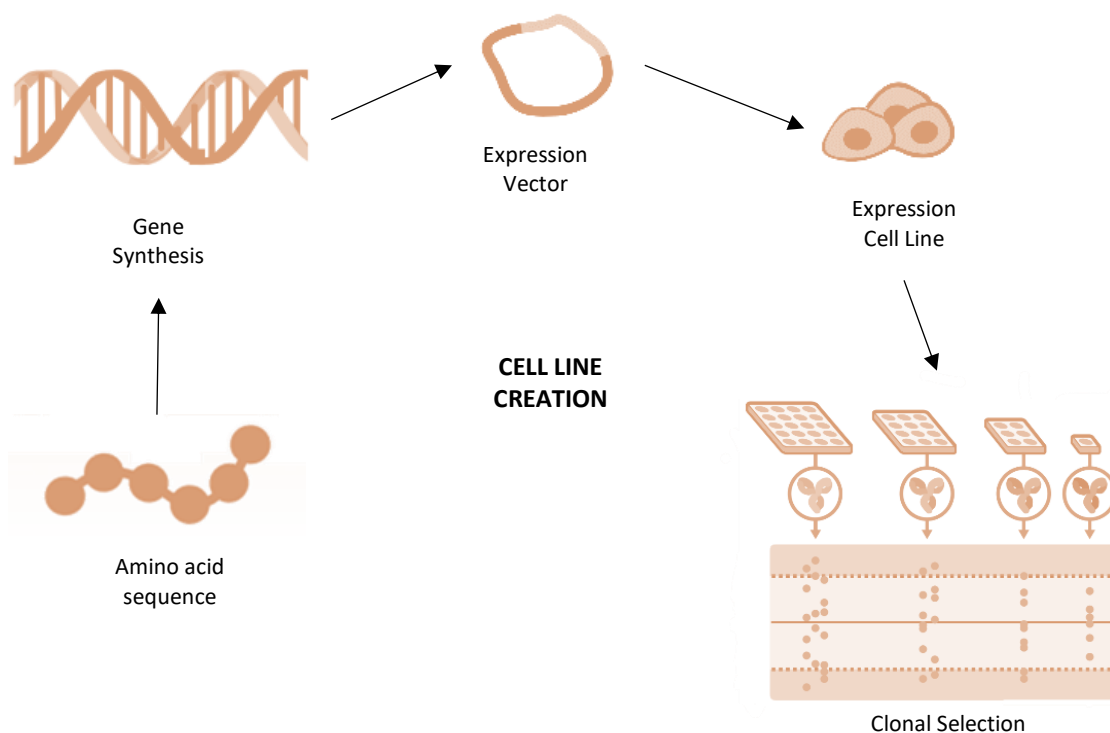 Expression
Vector
Gene
Synthesis
Expression
Cell Line
CELL LINE
CREATION
Amino acid
sequence
Clonal Selection